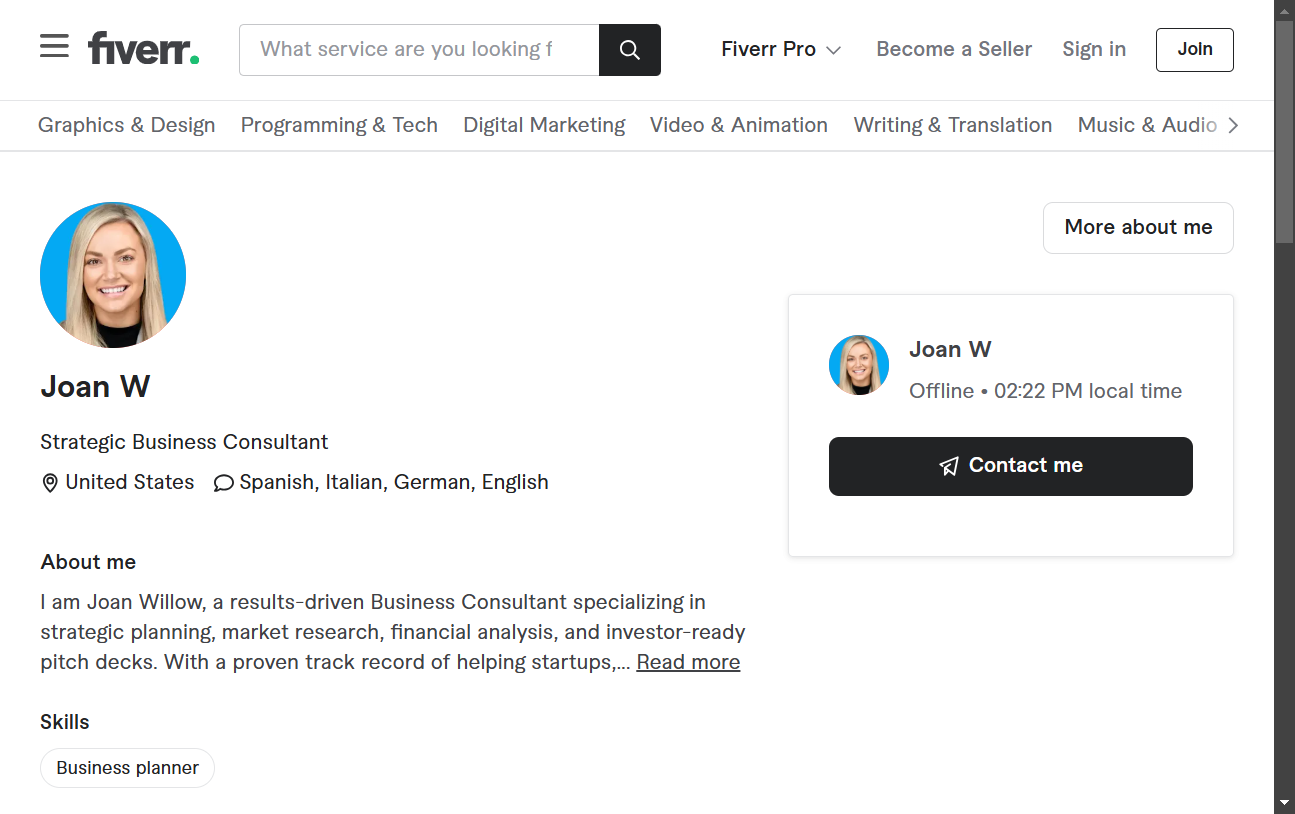 fiverr.
What service are you looking f
Fiverr Pro
Become a Seller
Sign in
Join
Graphics & Design
Programming & Tech
Digital Marketing
Video & Animation
Writing & Translation
Music & Audio
More about me
Joan W
Strategic Business Consultant
United States
Spanish, Italian, German, English
Joan W
Offline • 02:22 PM local time
Contact me
About me
I am Joan Willow, a results-driven Business Consultant specializing in
strategic planning, market research, financial analysis, and investor-ready
pitch decks. With a proven track record of helping startups,... Read more
Skills
Business planner